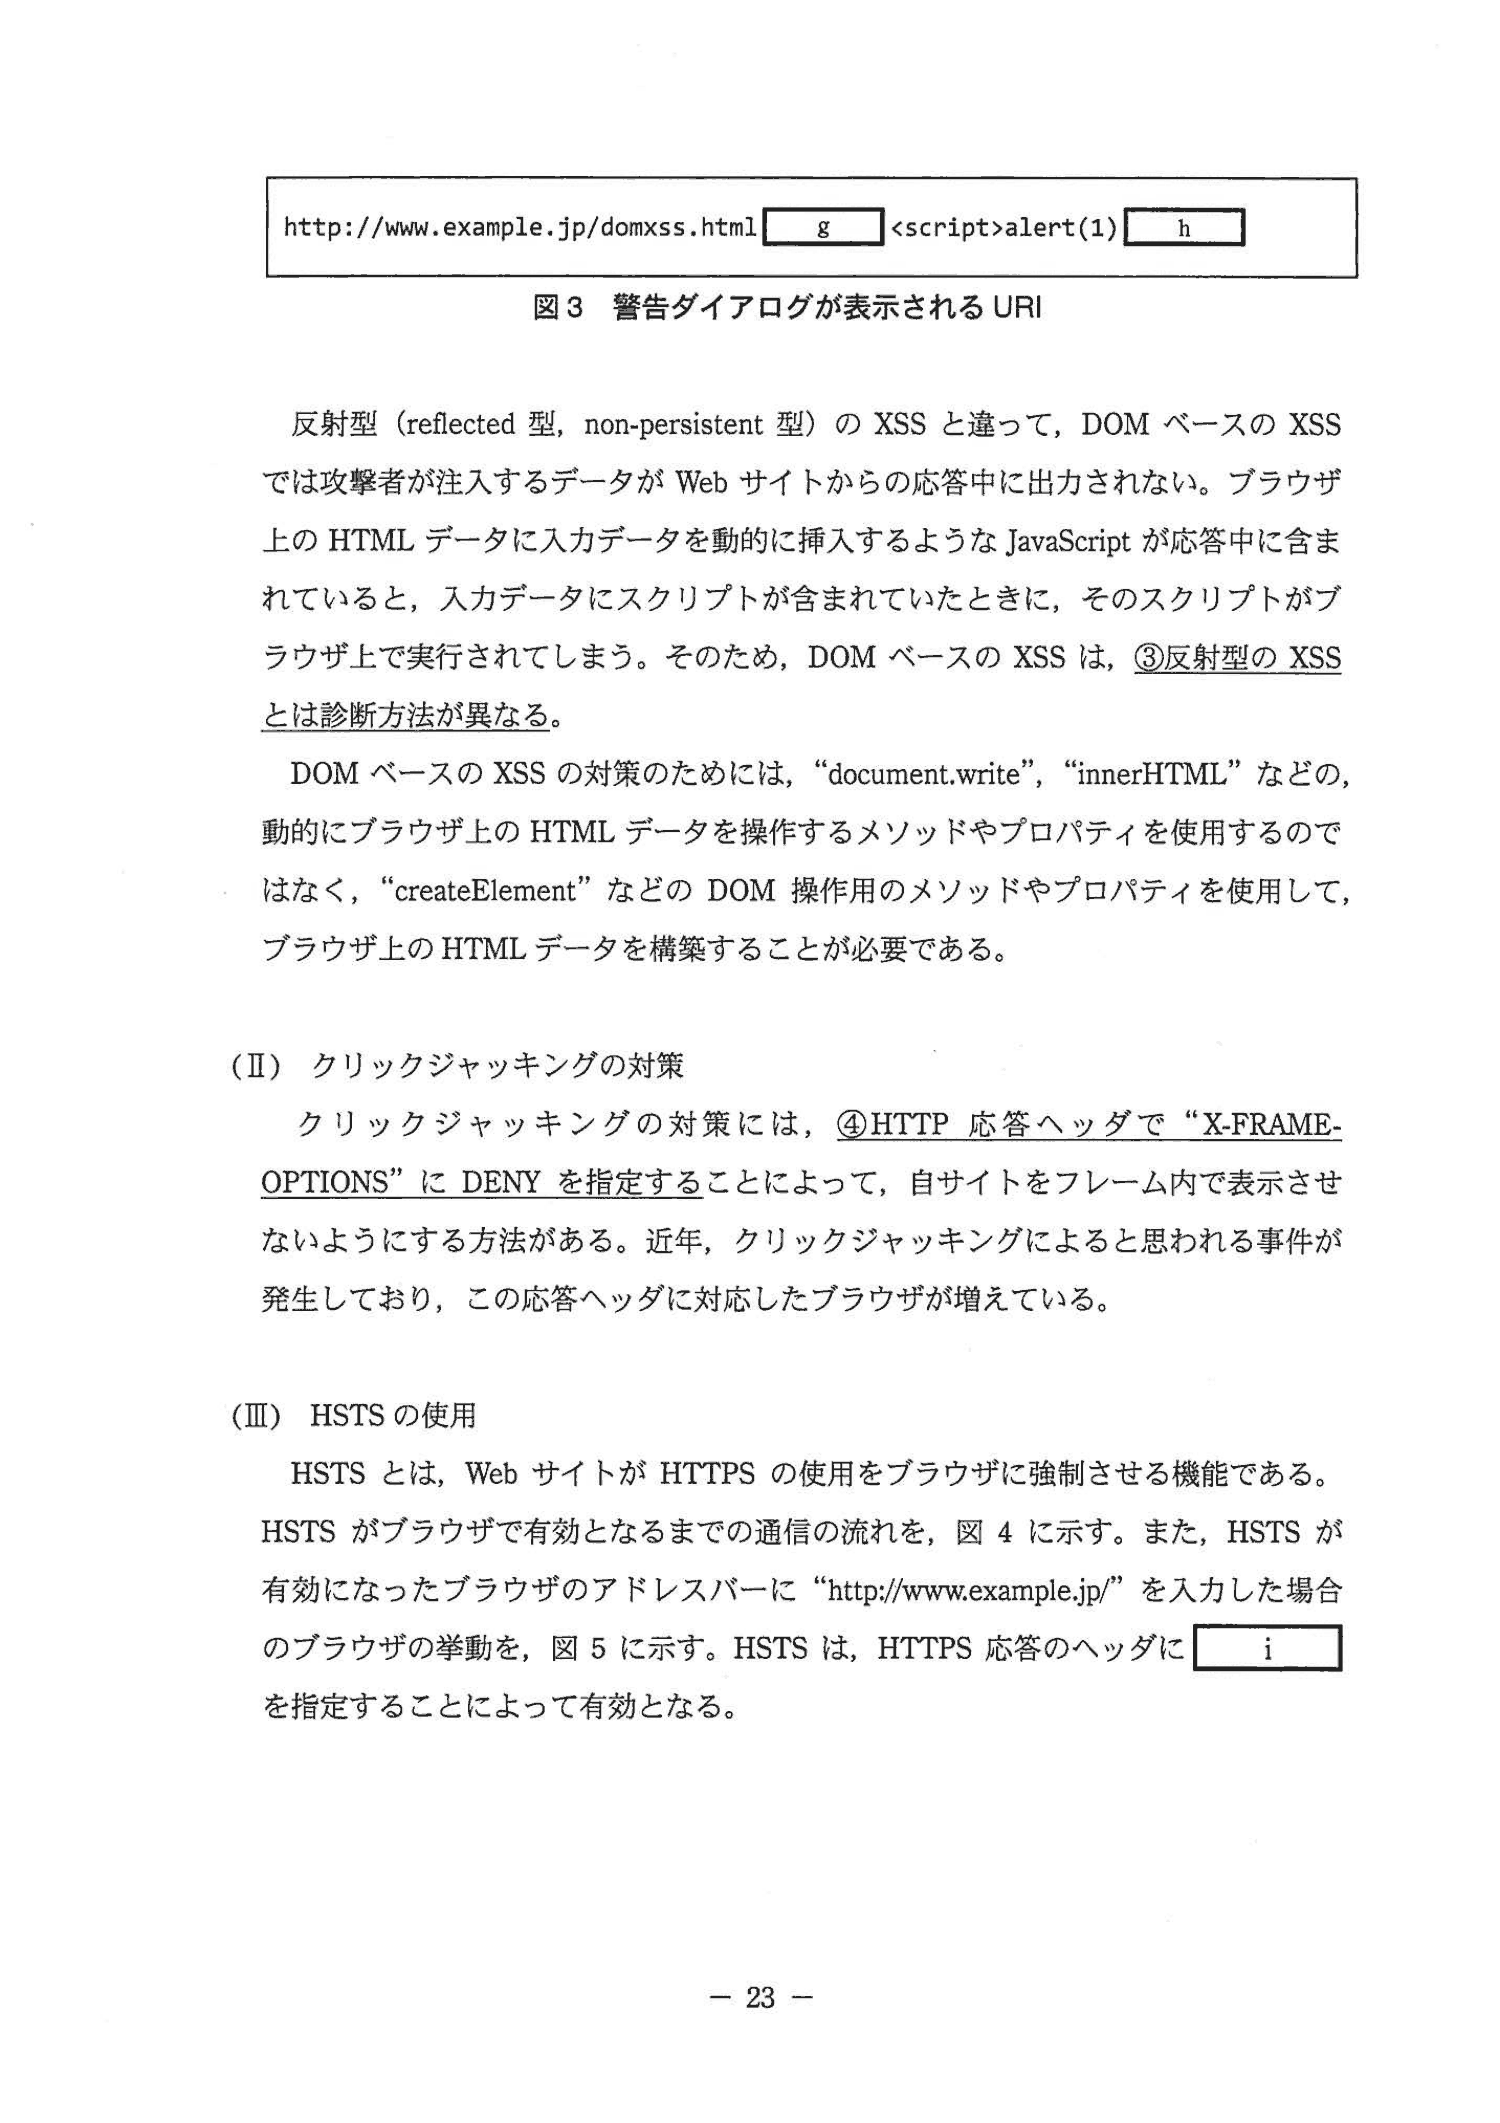 http://www.example.jp/domxss.html g <script>alert(1) h
図3 警告ダイアログが表示される URI
反射型（reflected 型，non-persistent 型）の XSS と違って，DOM ベースの XSS
では攻撃者が注入するデータが Web サイトからの応答中に出力されない。ブラウザ
上の HTML データに入力データを動的に挿入するような JavaScript が応答中に含ま
れていると，入力データにスクリプトが含まれていたときに，そのスクリプトがブ
ラウザ上で実行されてしまう。そのため，DOM ベースの XSS は，③反射型の XSS
とは診断方法が異なる。
DOM ベースの XSS の対策のためには，“document.write”，“innerHTML” などの，
動的にブラウザ上の HTML データを操作するメソッドやプロパティを使用するので
はなく，“createElement” などの DOM 操作用のメソッドやプロパティを使用して，
ブラウザ上の HTML データを構築することが必要である。
(Ⅱ) クリックジャッキングの対策
クリックジャッキングの対策には，④HTTP 応答ヘッダで “X-FRAME-
OPTIONS” に DENY を指定することによって，自サイトをフレーム内で表示させ
ないようにする方法がある。近年，クリックジャッキングによると思われる事件が
発生しており，この応答ヘッダに対応したブラウザが増えている。
(Ⅲ) HSTS の使用
HSTS とは，Web サイトが HTTPS の使用をブラウザに強制させる機能である。
HSTS がブラウザで有効となるまでの通信の流れを，図 4 に示す。また，HSTS が
有効になったブラウザのアドレスバーに “http://www.example.jp/” を入力した場合
のブラウザの挙動を，図 5 に示す。HSTS は，HTTPS 応答のヘッダに i
を指定することによって有効となる。
－ 23 －